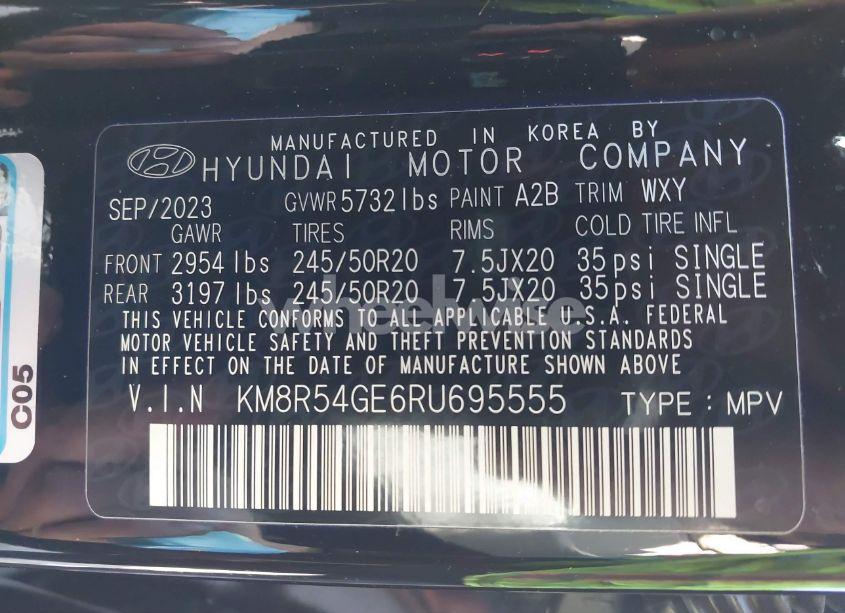 MANUFACTURED IN KOREA BY
HYUNDAI MOTOR COMPANY
SEP/2023 GVWR 5732 lbs PAINT A2B TRIM WXY
GAWR TIRES RIMS COLD TIRE INFL
FRONT 2954 lbs 245/50R20 7.5JX20 35 psi SINGLE
REAR 3197 lbs 245/50R20 7.5JX20 35 psi SINGLE
wheelwire
THIS VEHICLE CONFORMS TO ALL APPLICABLE U.S.A. FEDERAL
MOTOR VEHICLE SAFETY AND THEFT PREVENTION STANDARDS
IN EFFECT ON THE DATE OF MANUFACTURE SHOWN ABOVE
V.I.N KM8R54GE6RU695555 TYPE : MPV
C05